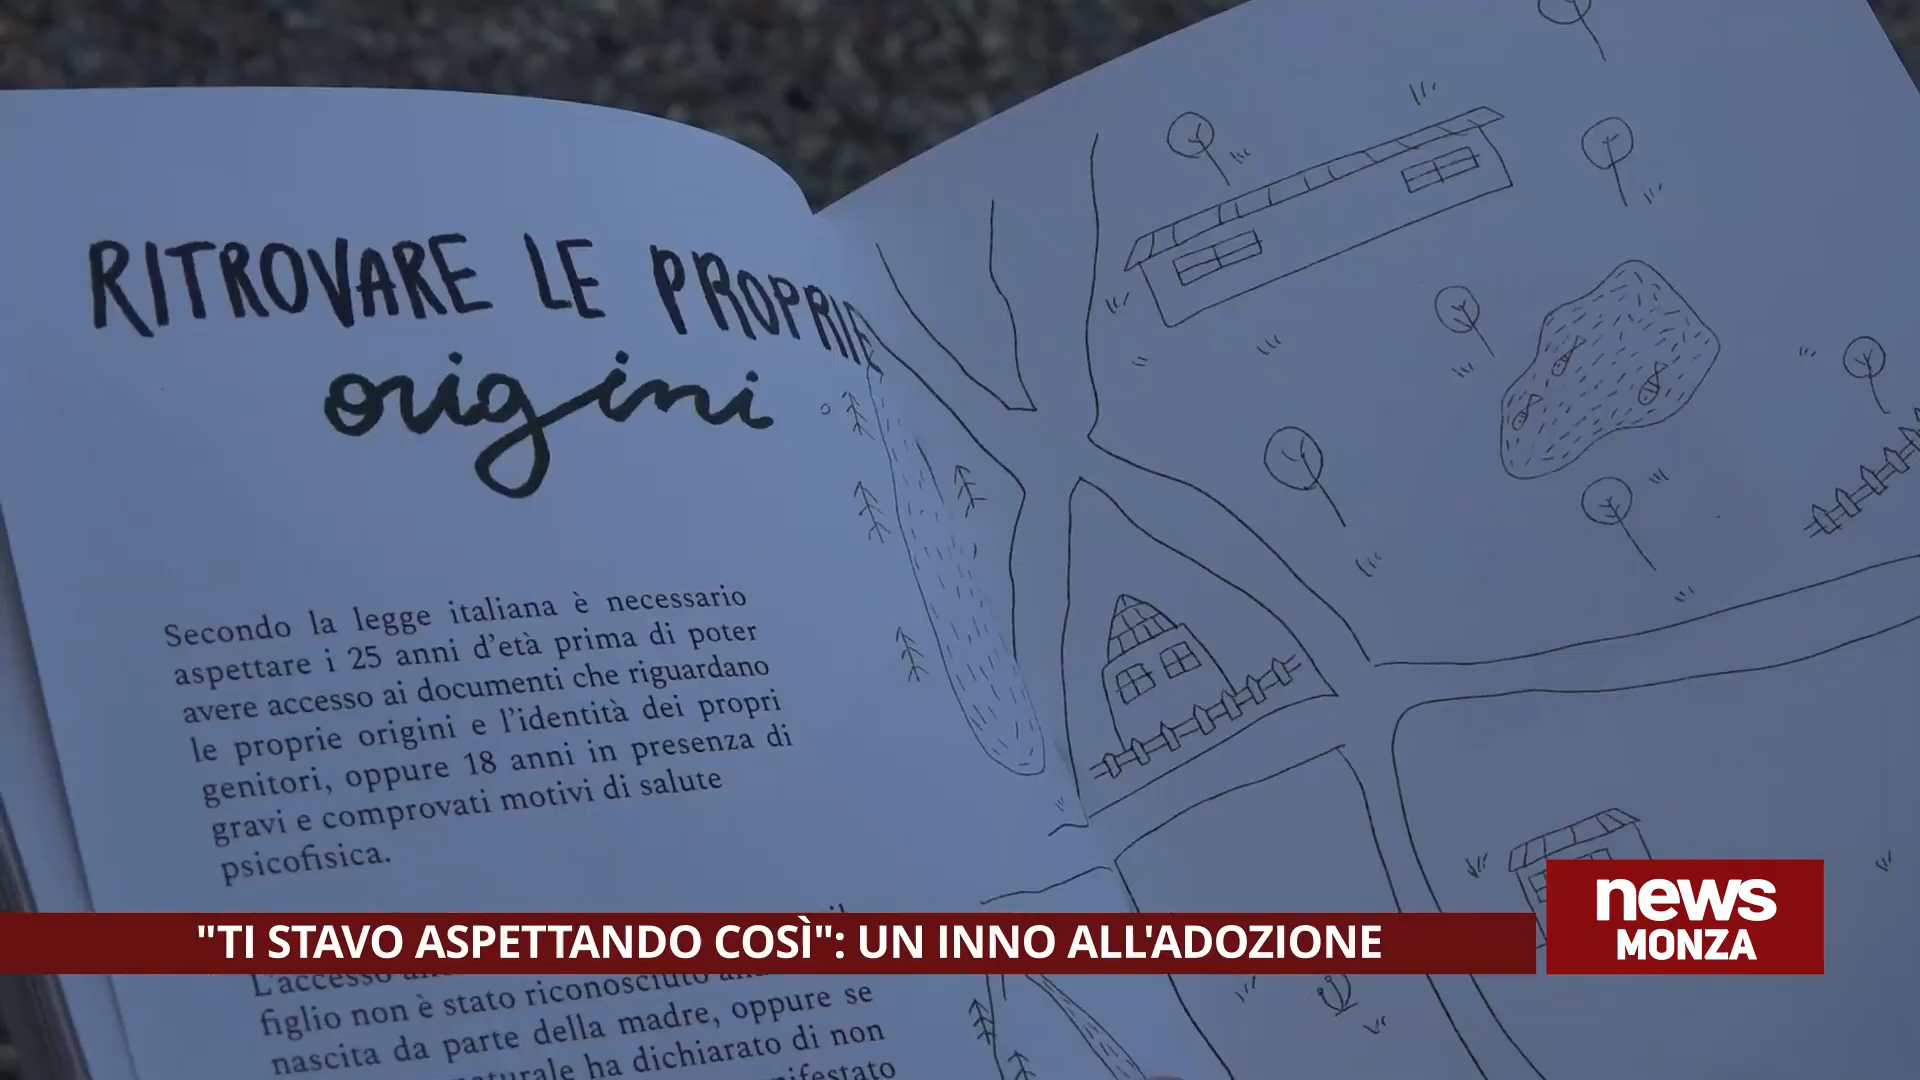 RITROVARE LE PROPRIE
origini
Secondo la legge italiana è necessario
aspettare i 25 anni d'età prima di poter
avere accesso ai documenti che riguardano
le proprie origini e l'identità dei propri
genitori, oppure 18 anni in presenza di
gravi e comprovati motivi di salute
psicofisica.
"TI STAVO ASPETTANDO COSÌ": UN INNO ALL'ADOZIONE
news
MONZA
L'accesso
figlio non è stato riconosciuto
nascita da parte della madre, oppure se
ha dichiarato di non